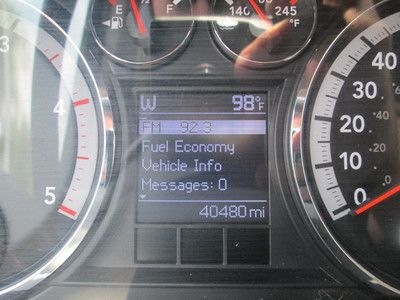 E F
140 245
°F
3
4
5
W 98°F
FM 92.3
Fuel Economy
Vehicle Info
Messages: 0
40480 mi
40
30
20
10
0
0